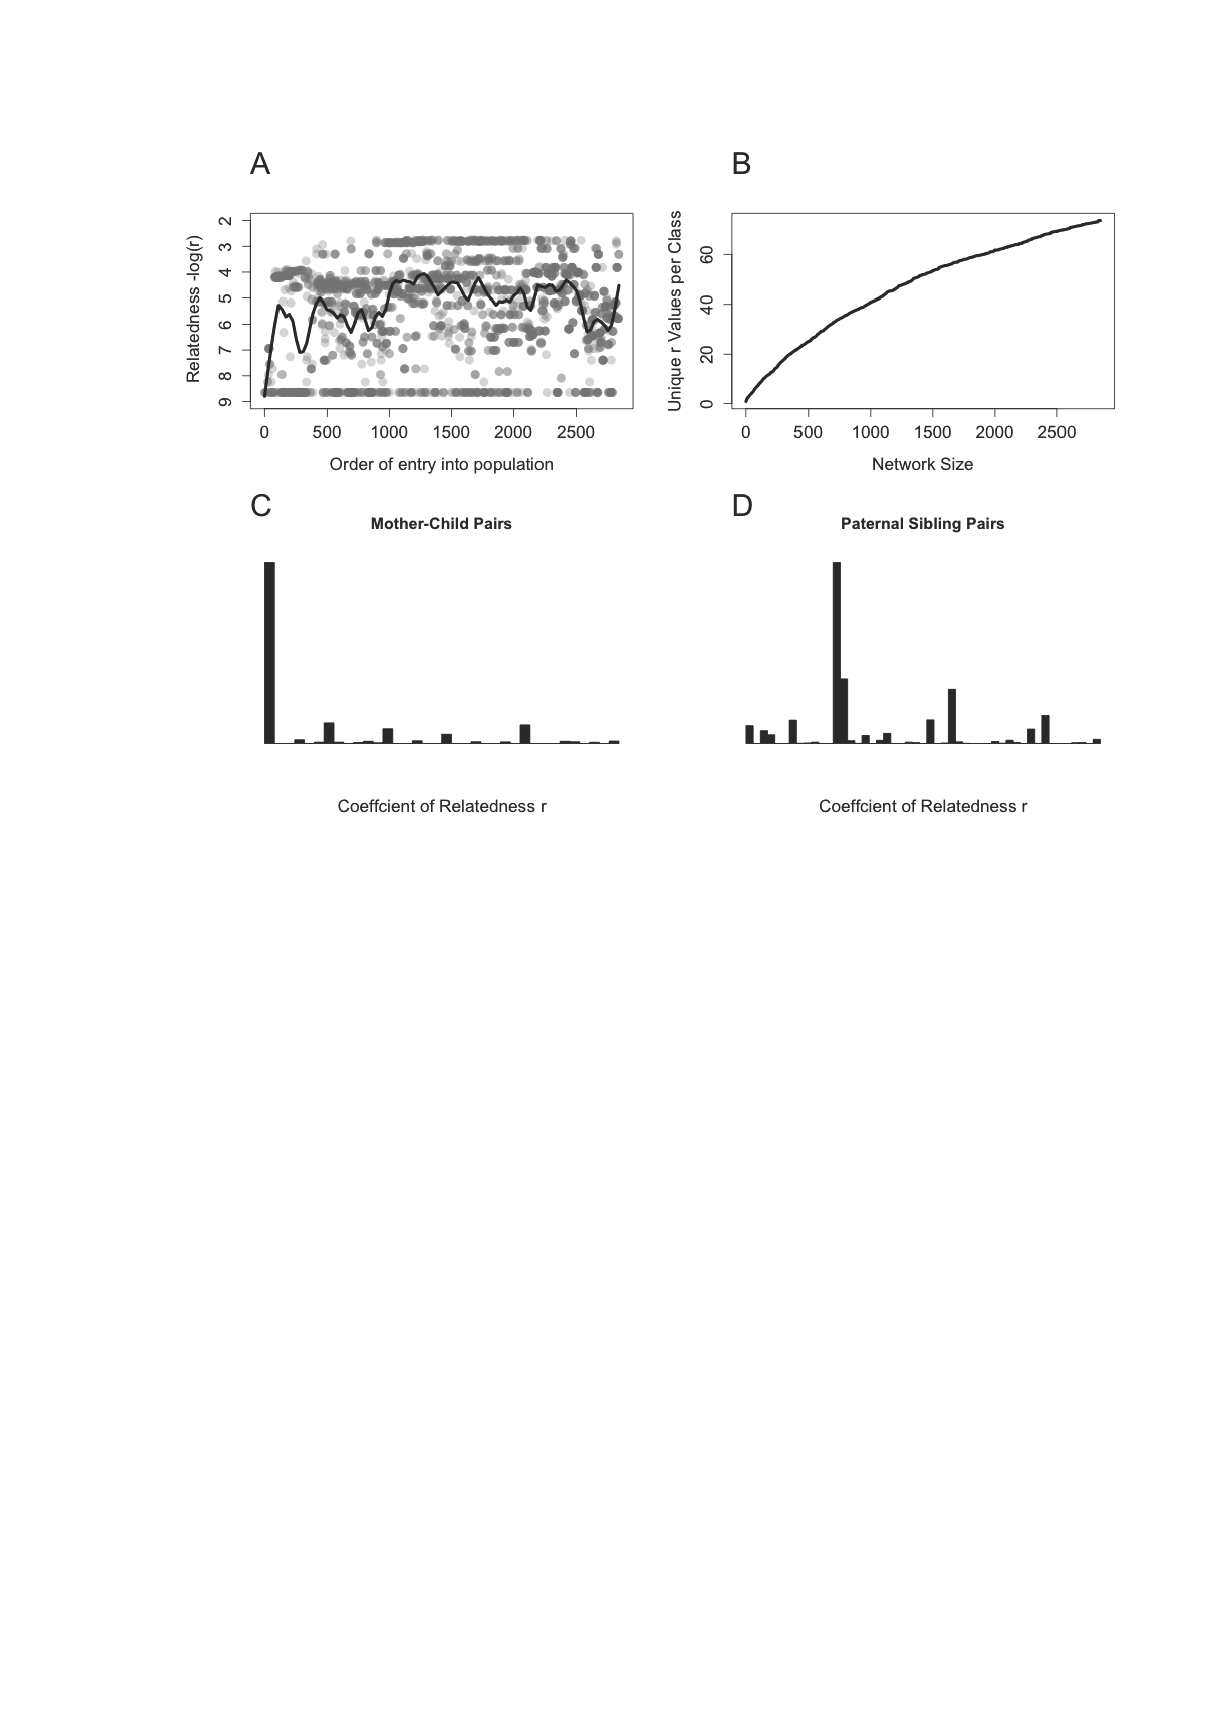 A
Relatedness -log(r)
2
3
4
5
6
7
8
9
0 500 1000 1500 2000 2500
Order of entry into population
B
Unique r Values per Class
60
40
20
0
0 500 1000 1500 2000 2500
Network Size
C
Mother-Child Pairs
Coeffcient of Relatedness r
D
Paternal Sibling Pairs
Coeffcient of Relatedness r